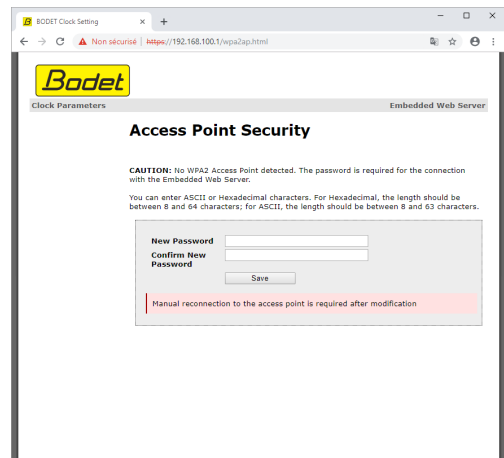 BODET Clock Setting
Non sécurisé | https://192.168.100.1/wpa2ap.html
Bodet
Clock Parameters
Embedded Web Server
Access Point Security
CAUTION: No WPA2 Access Point detected. The password is required for the connection
with the Embedded Web Server.
You can enter ASCII or Hexadecimal characters. For Hexadecimal, the length should be
between 8 and 64 characters; for ASCII, the length should be between 8 and 63 characters.
New Password
Confirm New
Password
Save
Manual reconnection to the access point is required after modification